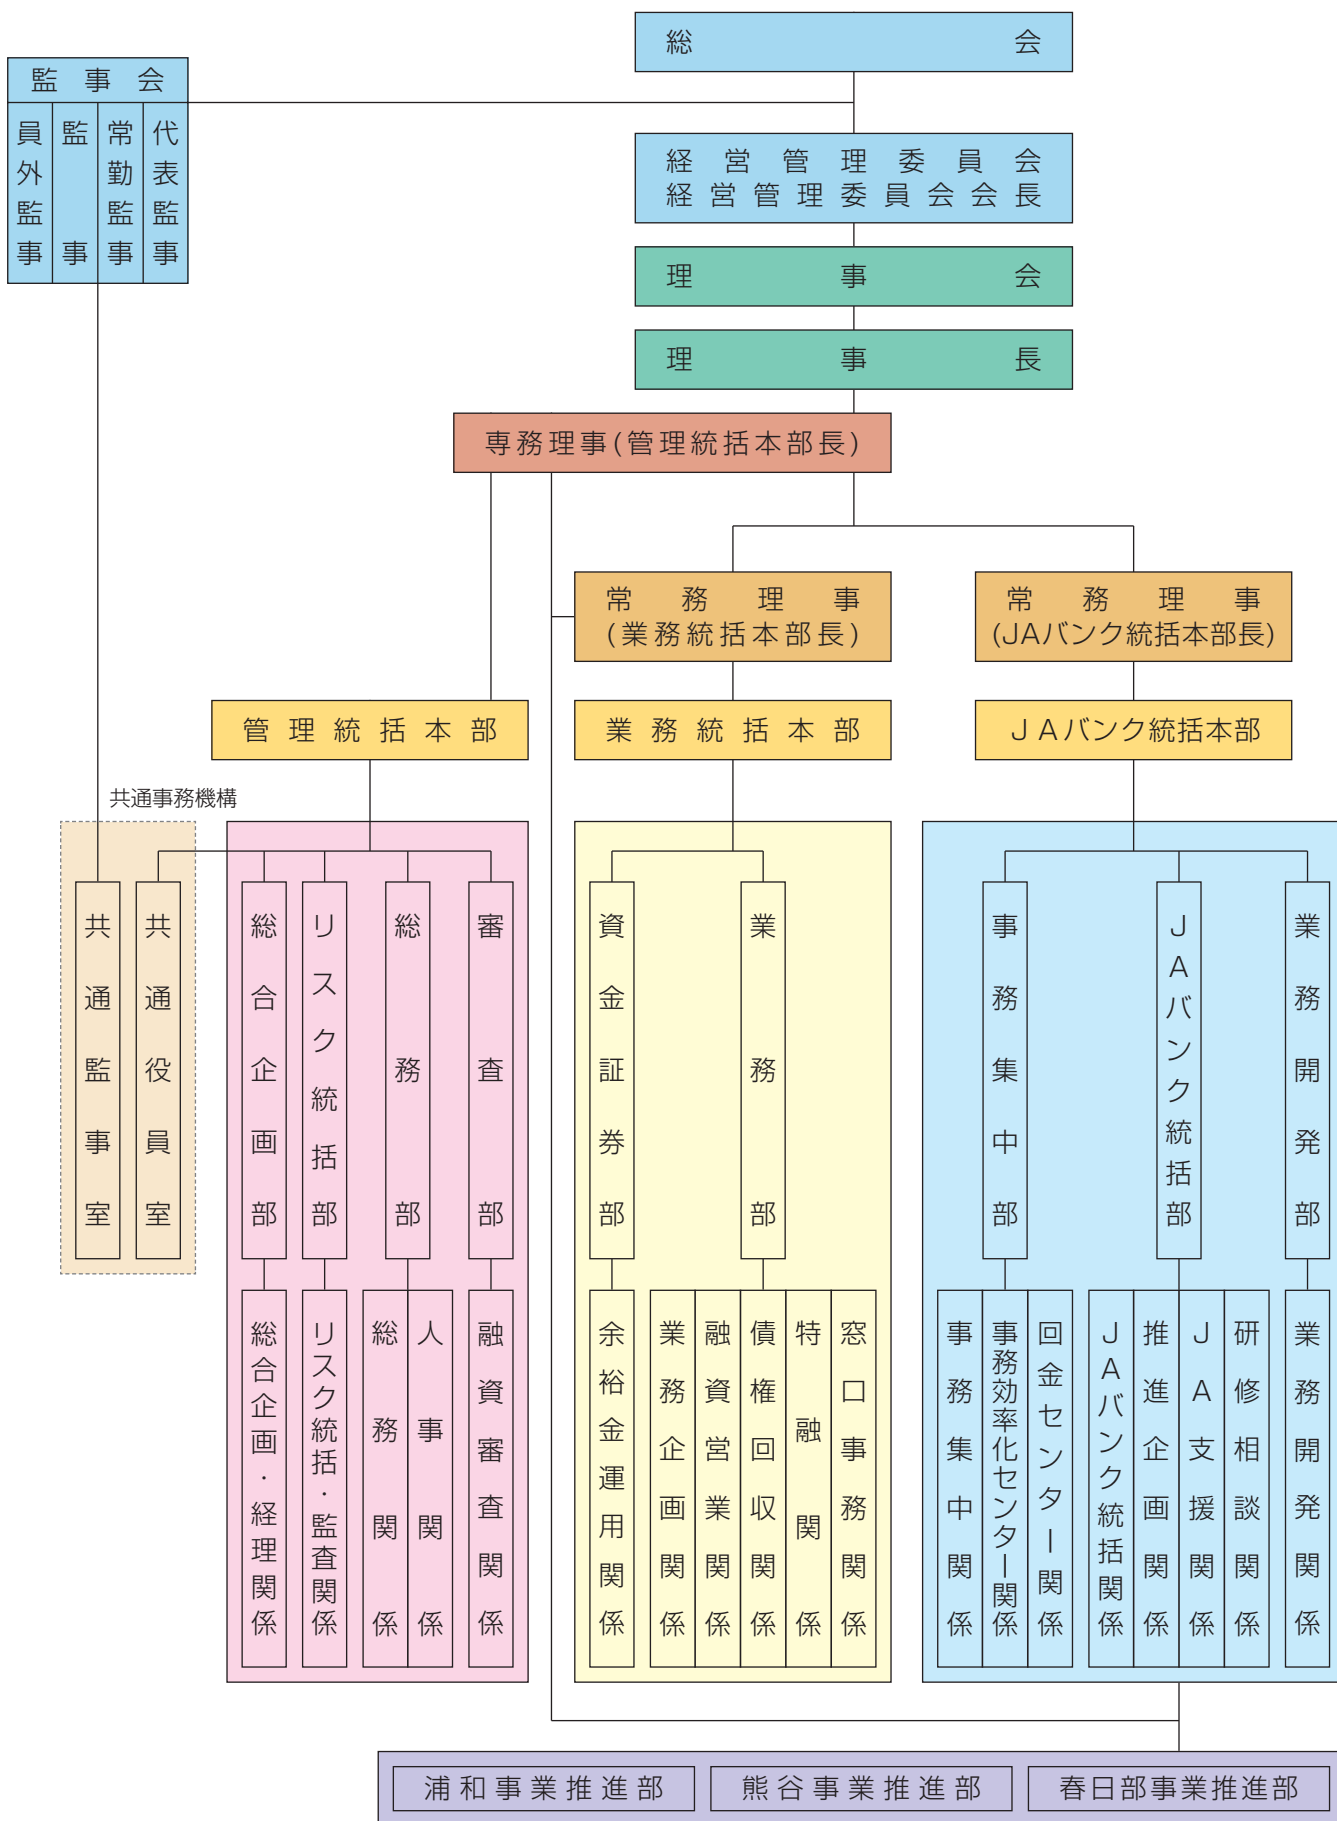 総会
監事会
代表監事
常勤監事
監事
員外監事
経営管理委員会
経営管理委員会会長
理事会
理事長
専務理事(管理統括本部長)
常務理事
(業務統括本部長)
常務理事
(JAバンク統括本部長)
管理統括本部
業務統括本部
JAバンク統括本部
共通事務機構
共通監事室
共通役員室
総合企画部
リスク統括部
総務部
審査部
資金証券部
業務部
事務集中部
JAバンク統括部
業務開発部
総合企画・経理関係
リスク統括・監査関係
総務関係
人事関係
融資審査関係
余裕金運用関係
業務企画関係
融資営業関係
債権回収関係
特融関係
窓口事務関係
事務集中関係
事務効率化センター関係
回金センター関係
JAバンク統括関係
推進企画関係
JA支援関係
研修相談関係
業務開発関係
浦和事業推進部
熊谷事業推進部
春日部事業推進部